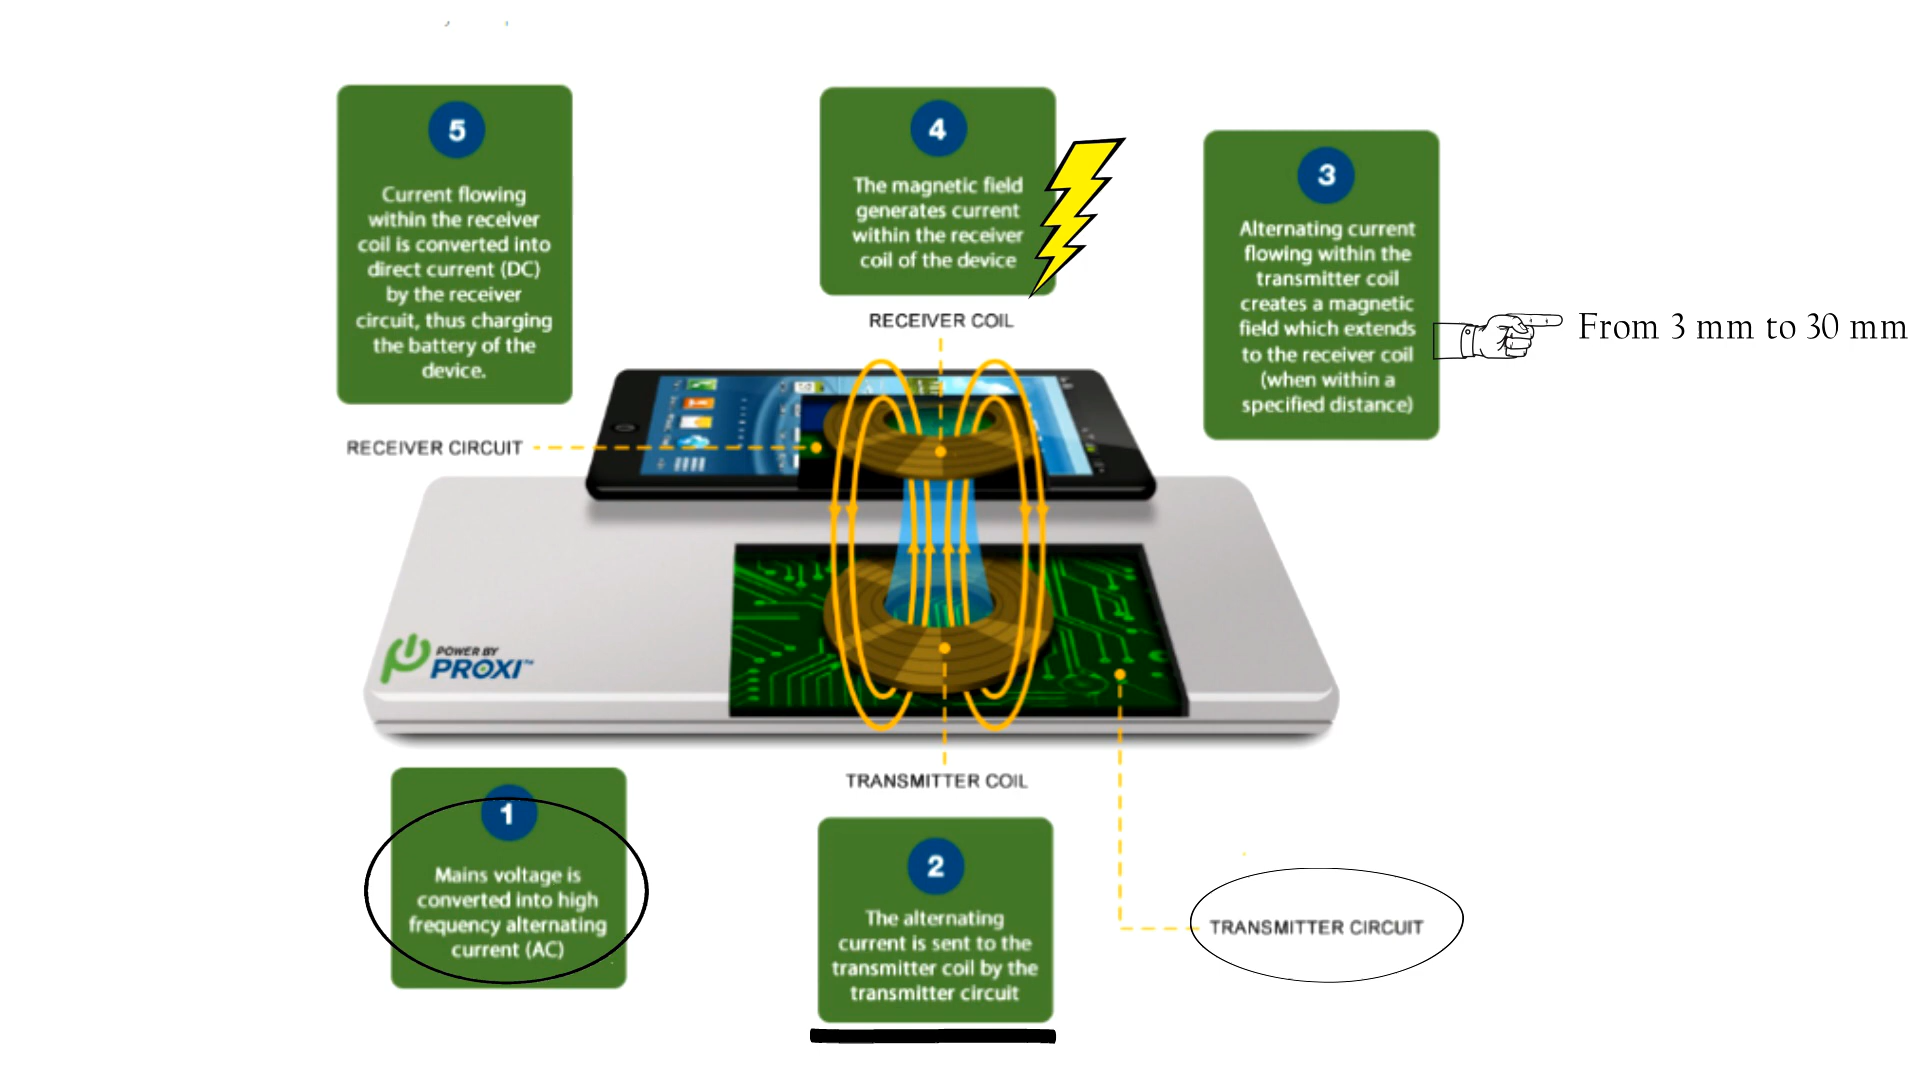 5
Current flowing
within the receiver
coil is converted into
direct current (DC)
by the receiver
circuit, thus charging
the battery of the
device.
4
The magnetic field
generates current
within the receiver
coil of the device
3
Alternating current
flowing within the
transmitter coil
creates a magnetic
field which extends
to the receiver coil
(when within a
specified distance)
From 3 mm to 30 mm
RECEIVER COIL
RECEIVER CIRCUIT
POWER BY
PROXI™
TRANSMITTER COIL
1
Mains voltage is
converted into high
frequency alternating
current (AC)
2
The alternating
current is sent to the
transmitter coil by the
transmitter circuit
TRANSMITTER CIRCUIT